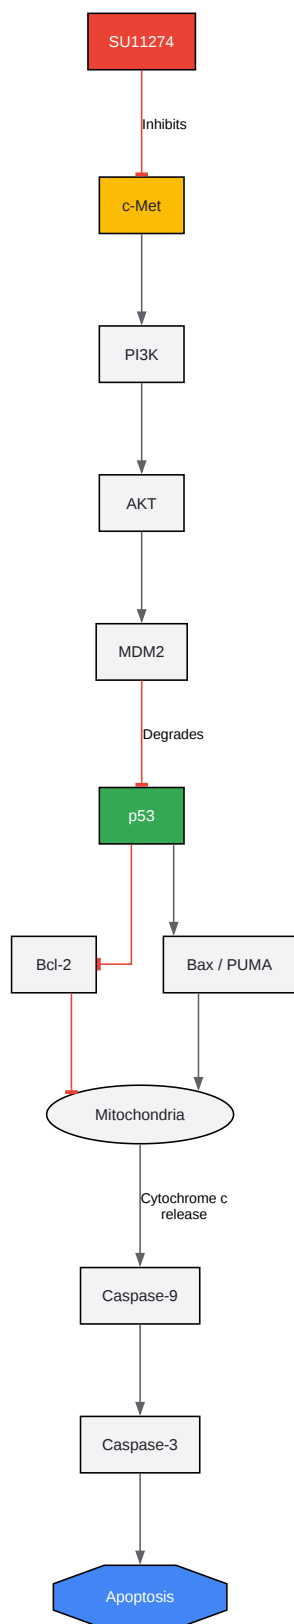 SU11274
Inhibits
c-Met
PI3K
AKT
MDM2
Degrades
p53
Bcl-2
Bax / PUMA
Mitochondria
Cytochrome c
release
Caspase-9
Caspase-3
Apoptosis